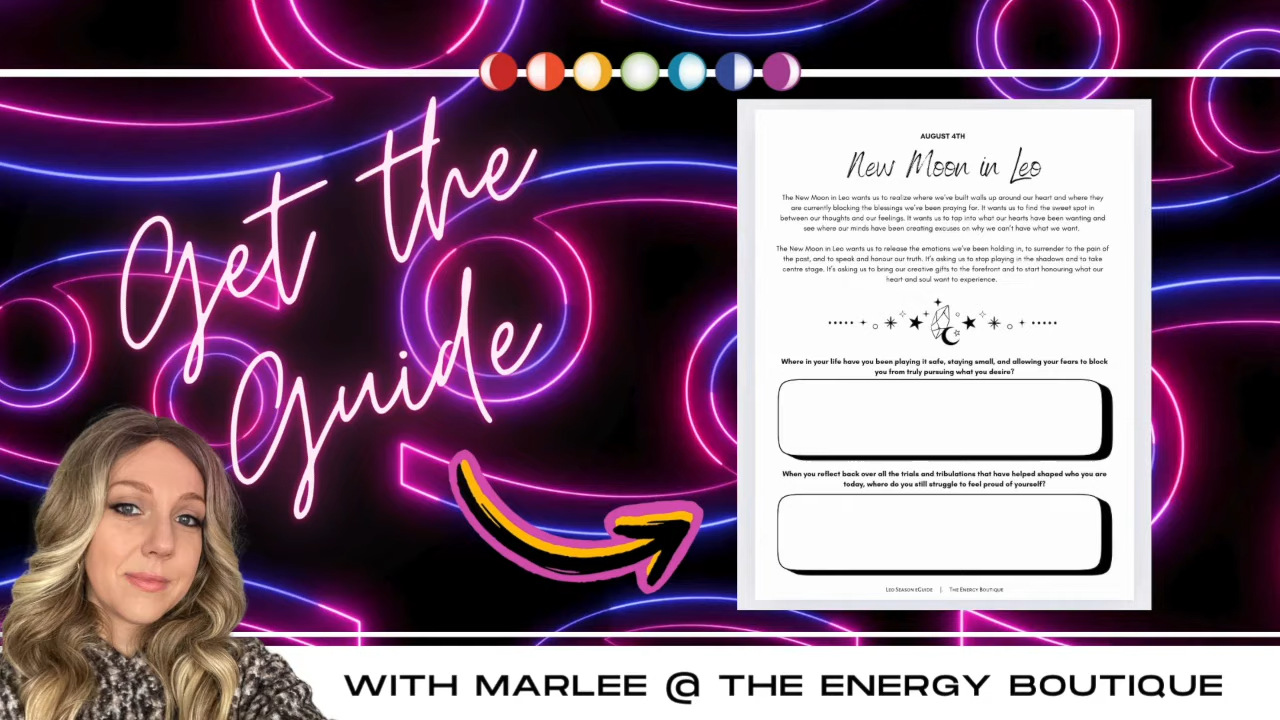 Get the
Guide
AUGUST 4TH
New Moon in Leo
The New Moon in Leo wants us to realize where we've built walls up around our heart and where they
are currently blocking the blessings we've been praying for. It wants us to find the sweet spot in
between our thoughts and our feelings. It wants us to tap into what our hearts have been wanting and
see where our minds have been creating excuses on why we can't have what we want.
The New Moon in Leo wants us to release the emotions we've been holding in, to surrender to the pain of
the past, and to speak and honour our truth. It's asking us to stop playing in the shadows and to take
centre stage. It's asking us to bring our creative gifts to the forefront and to start honouring what our
heart and soul want to experience.
Where in your life have you been playing it safe, staying small, and allowing your fears to block
you from truly pursuing what you desire?
When you reflect back over all the trials and tribulations that have helped shaped who you are
today, where do you still struggle to feel proud of yourself?
Leo Season eGuide | The Energy Boutique
WITH MARLEE @ THE ENERGY BOUTIQUE